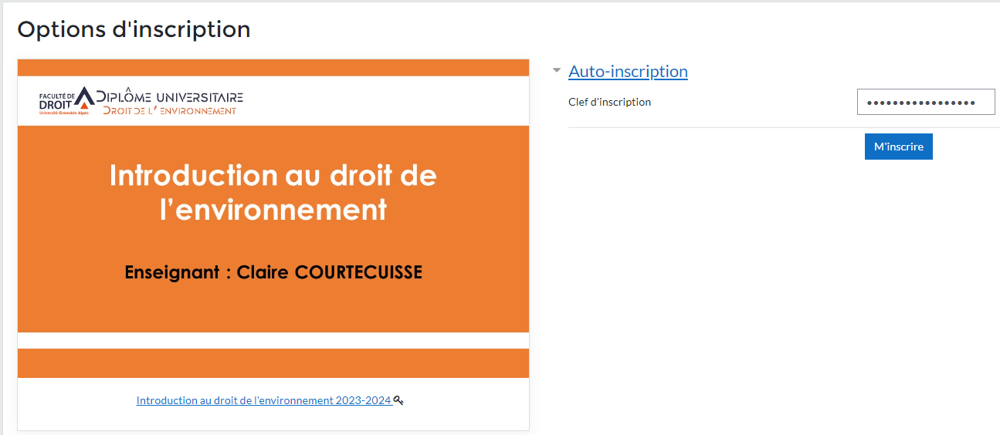 Options d'inscription
FACULTÉ DE
DROIT
Université Grenoble Alpes
DIPLÔME UNIVERSITAIRE
DROIT DE L'ENVIRONNEMENT
Introduction au droit de
l'environnement
Enseignant : Claire COURTECUISSE
Introduction au droit de l'environnement 2023-2024
Auto-inscription
Clef d'inscription
•••••••••••••••••
M'inscrire